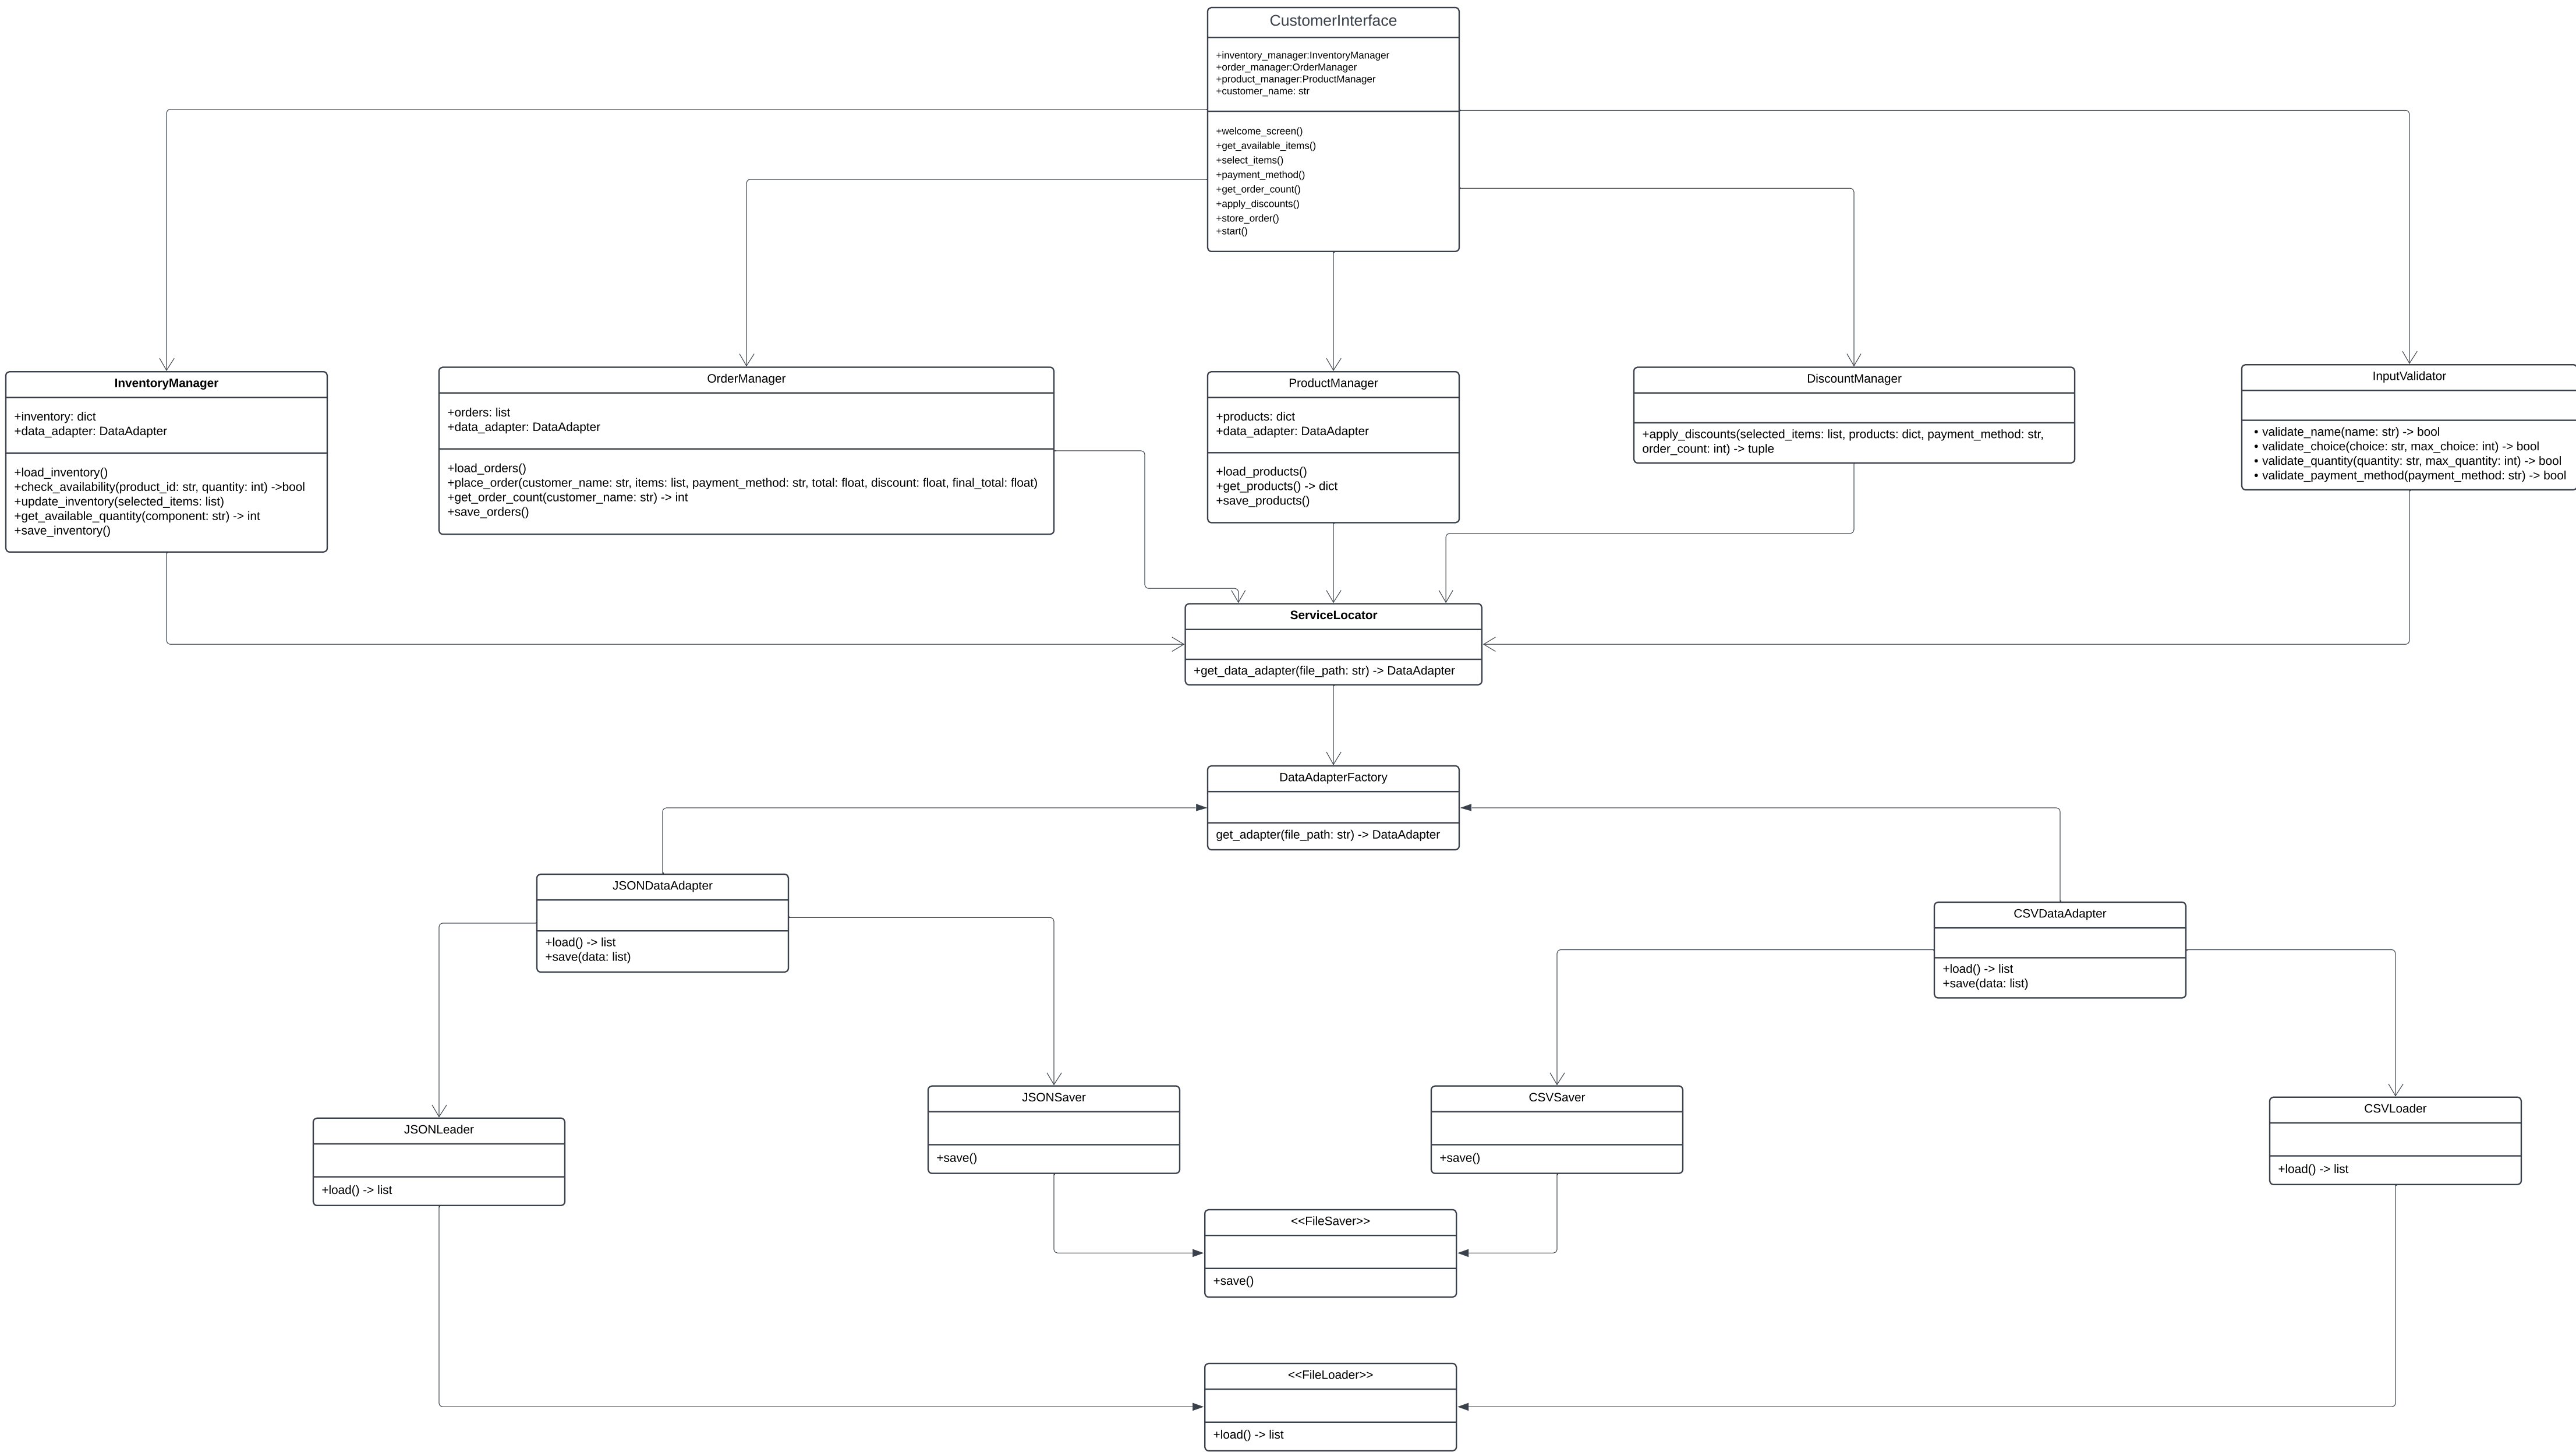 CustomerInterface
+inventory_manager:InventoryManager
+order_manager:OrderManager
+product_manager:ProductManager
+customer_name: str
+welcome_screen()
+get_available_items()
+select_items()
+payment_method()
+get_order_count()
+apply_discounts()
+store_order()
+start()
InventoryManager
+inventory: dict
+data_adapter: DataAdapter
+load_inventory()
+check_availability(product_id: str, quantity: int) ->bool
+update_inventory(selected_items: list)
+get_available_quantity(component: str) -> int
+save_inventory()
OrderManager
+orders: list
+data_adapter: DataAdapter
+load_orders()
+place_order(customer_name: str, items: list, payment_method: str, total: float, discount: float, final_total: float)
+get_order_count(customer_name: str) -> int
+save_orders()
ProductManager
+products: dict
+data_adapter: DataAdapter
+load_products()
+get_products() -> dict
+save_products()
DiscountManager
+apply_discounts(selected_items: list, products: dict, payment_method: str,
order_count: int) -> tuple
InputValidator
• validate_name(name: str) -> bool
• validate_choice(choice: str, max_choice: int) -> bool
• validate_quantity(quantity: str, max_quantity: int) -> bool
• validate_payment_method(payment_method: str) -> bool
ServiceLocator
+get_data_adapter(file_path: str) -> DataAdapter
DataAdapterFactory
get_adapter(file_path: str) -> DataAdapter
JSONDataAdapter
+load() -> list
+save(data: list)
CSVDataAdapter
+load() -> list
+save(data: list)
JSONLeader
+load() -> list
JSONSaver
+save()
CSVSaver
+save()
CSVLoader
+load() -> list
<<FileSaver>>
+save()
<<FileLoader>>
+load() -> list